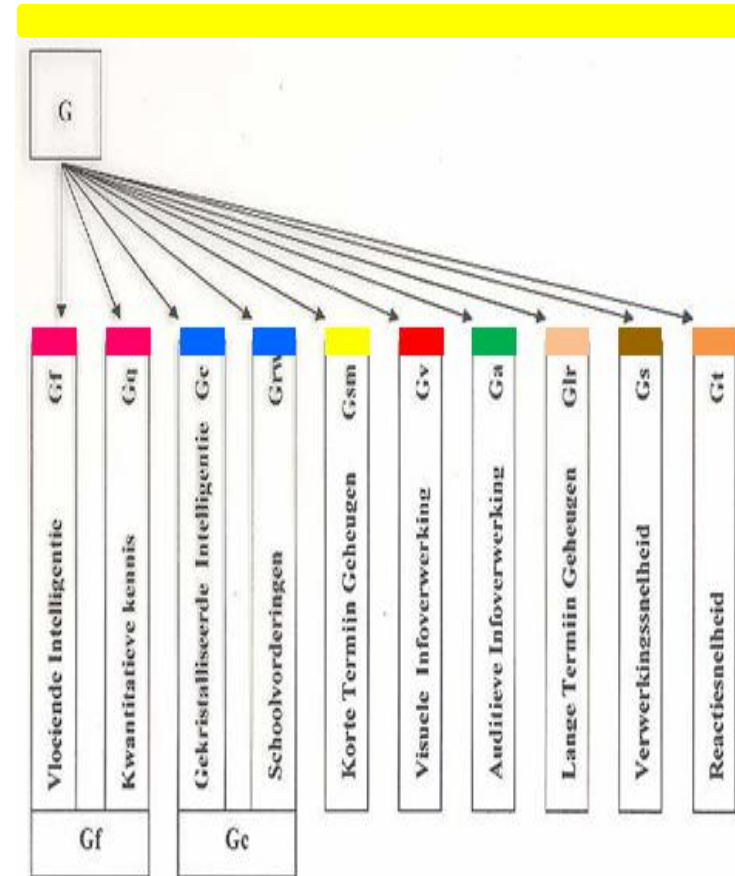 G
Vloeiende Intelligentie Gf
Kwantitatieve kennis Gq
Gekristalliseerde Intelligentie Gc
Schoolvorderingen Grw
Korte Termijn Geheugen Gsm
Visuele Infoverwerking Gv
Auditieve Infoverwerking Ga
Lange Termijn Geheugen Glr
Verwerkingssnelheid Gs
Reactiesnelheid Gt
Gf
Gc